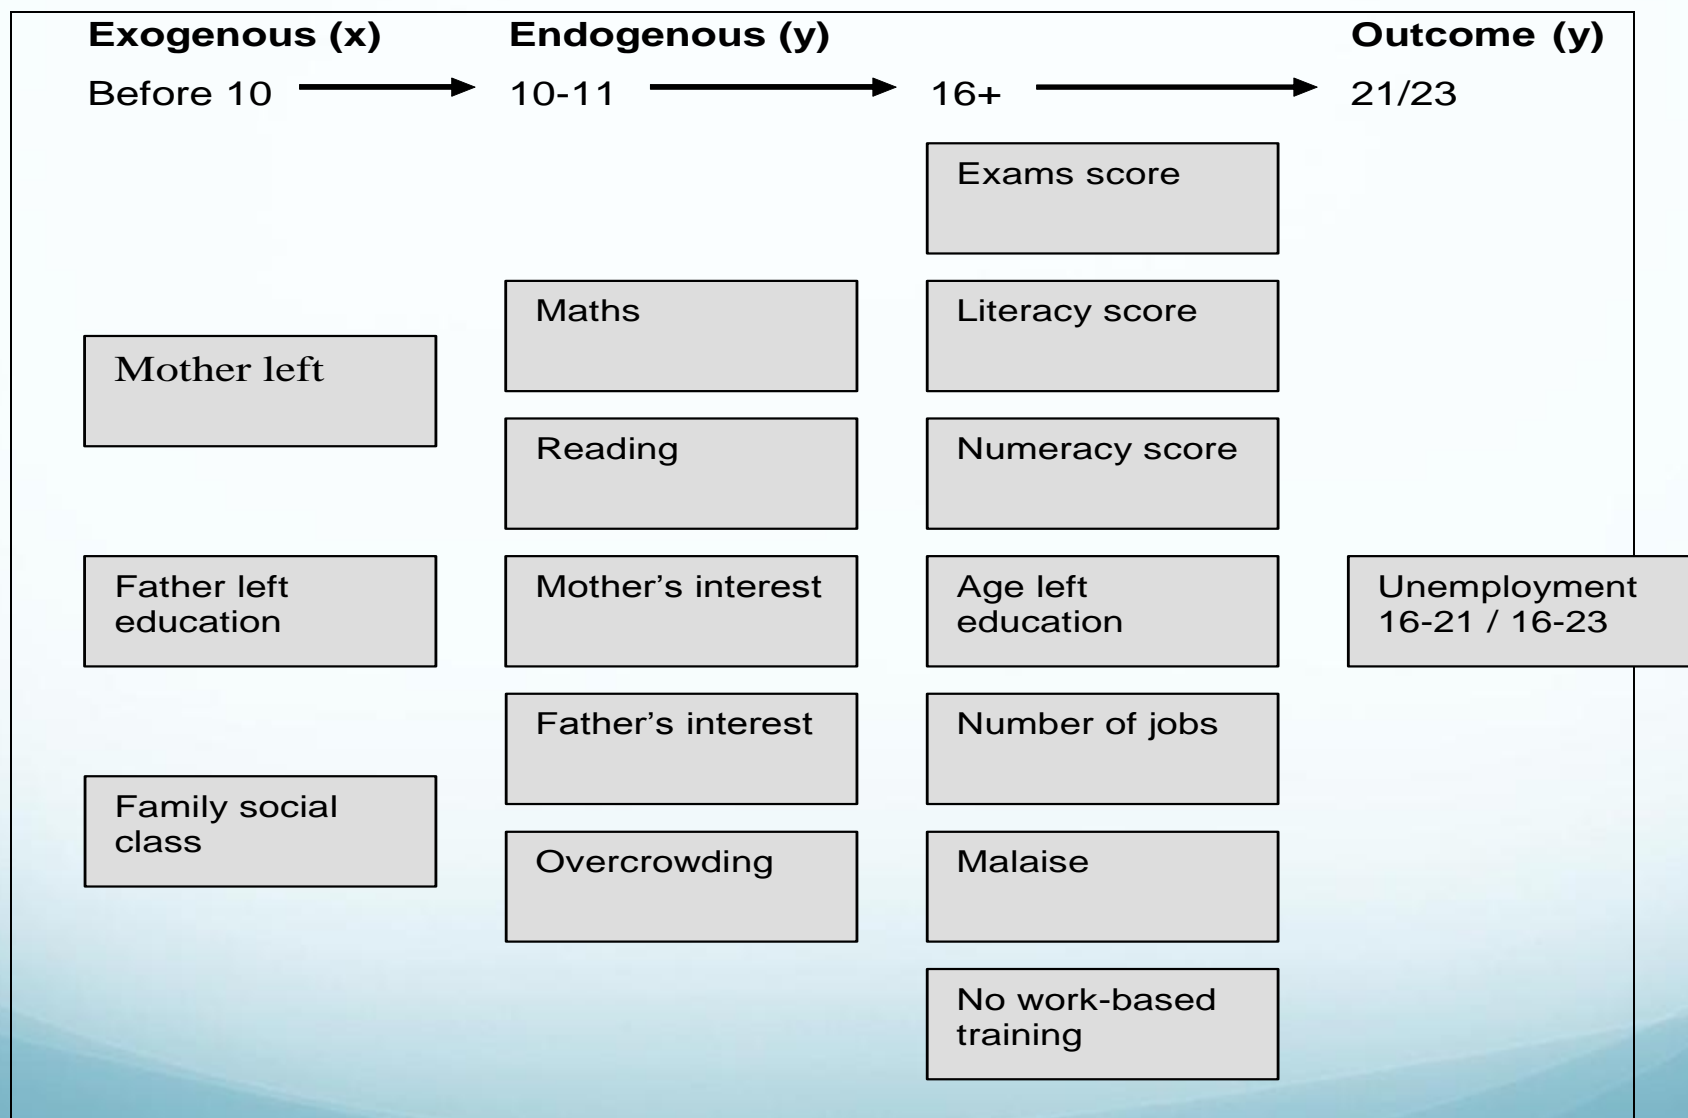 Exogenous (x)
Endogenous (y)
Outcome (y)
Before 10
10-11
16+
21/23
Mother left
Father left
education
Family social
class
Maths
Reading
Mother’s interest
Father’s interest
Overcrowding
Exams score
Literacy score
Numeracy score
Age left
education
Number of jobs
Malaise
No work-based
training
Unemployment
16-21 / 16-23